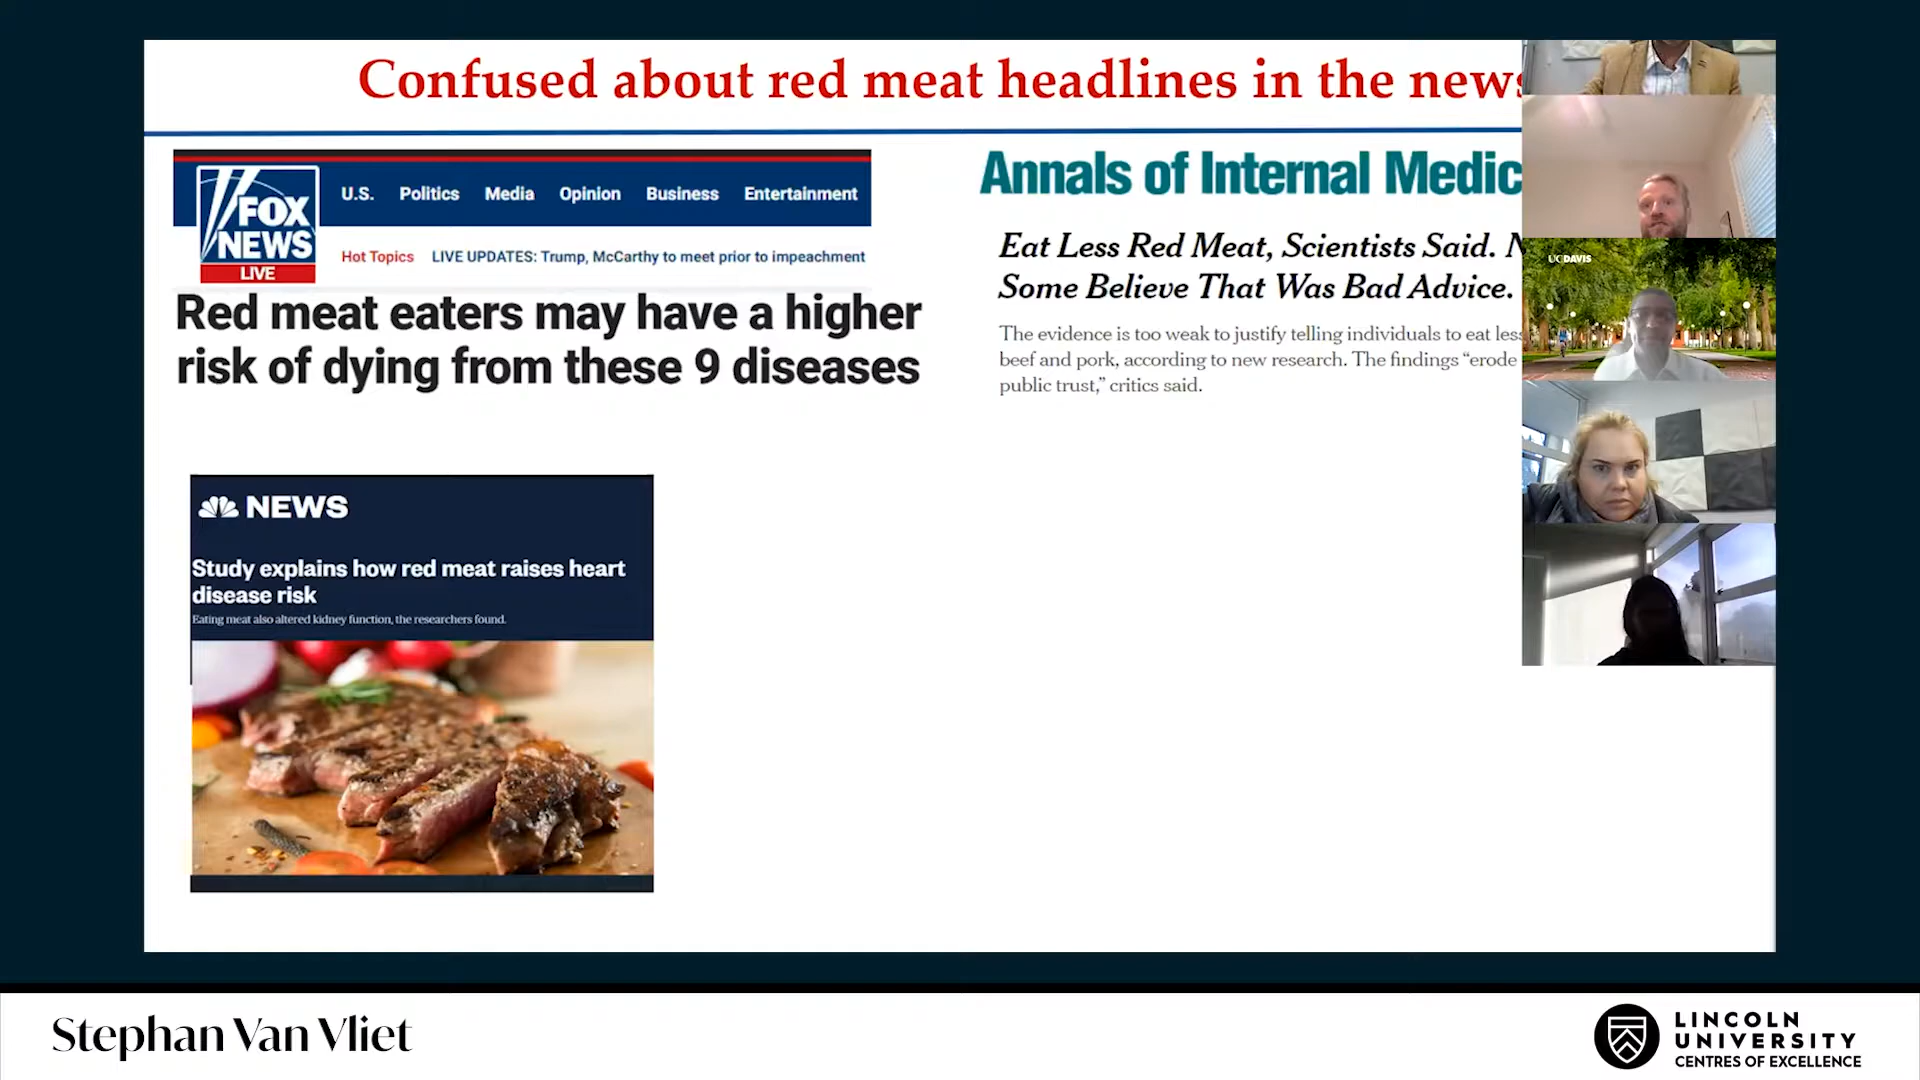 Confused about red meat headlines in the news
FOX
NEWS
LIVE
U.S. Politics Media Opinion Business Entertainment
Hot Topics LIVE UPDATES: Trump, McCarthy to meet prior to impeachment
Red meat eaters may have a higher
risk of dying from these 9 diseases
Annals of Internal Medic
Eat Less Red Meat, Scientists Said. N
Some Believe That Was Bad Advice.
The evidence is too weak to justify telling individuals to eat less
beef and pork, according to new research. The findings “erode
public trust,” critics said.
NEWS
Study explains how red meat raises heart
disease risk
Eating meat also altered kidney function, the researchers found.
UC DAVIS
Stephan Van Vliet
LINCOLN
UNIVERSITY
CENTRES OF EXCELLENCE